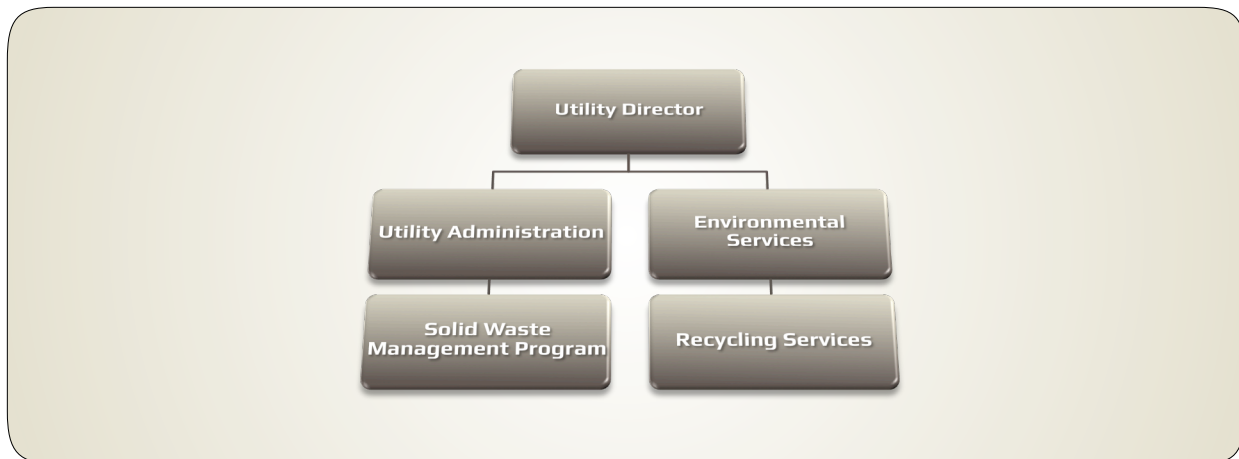 Utility Director
Utility Administration
Environmental
Services
Solid Waste
Management Program
Recycling Services